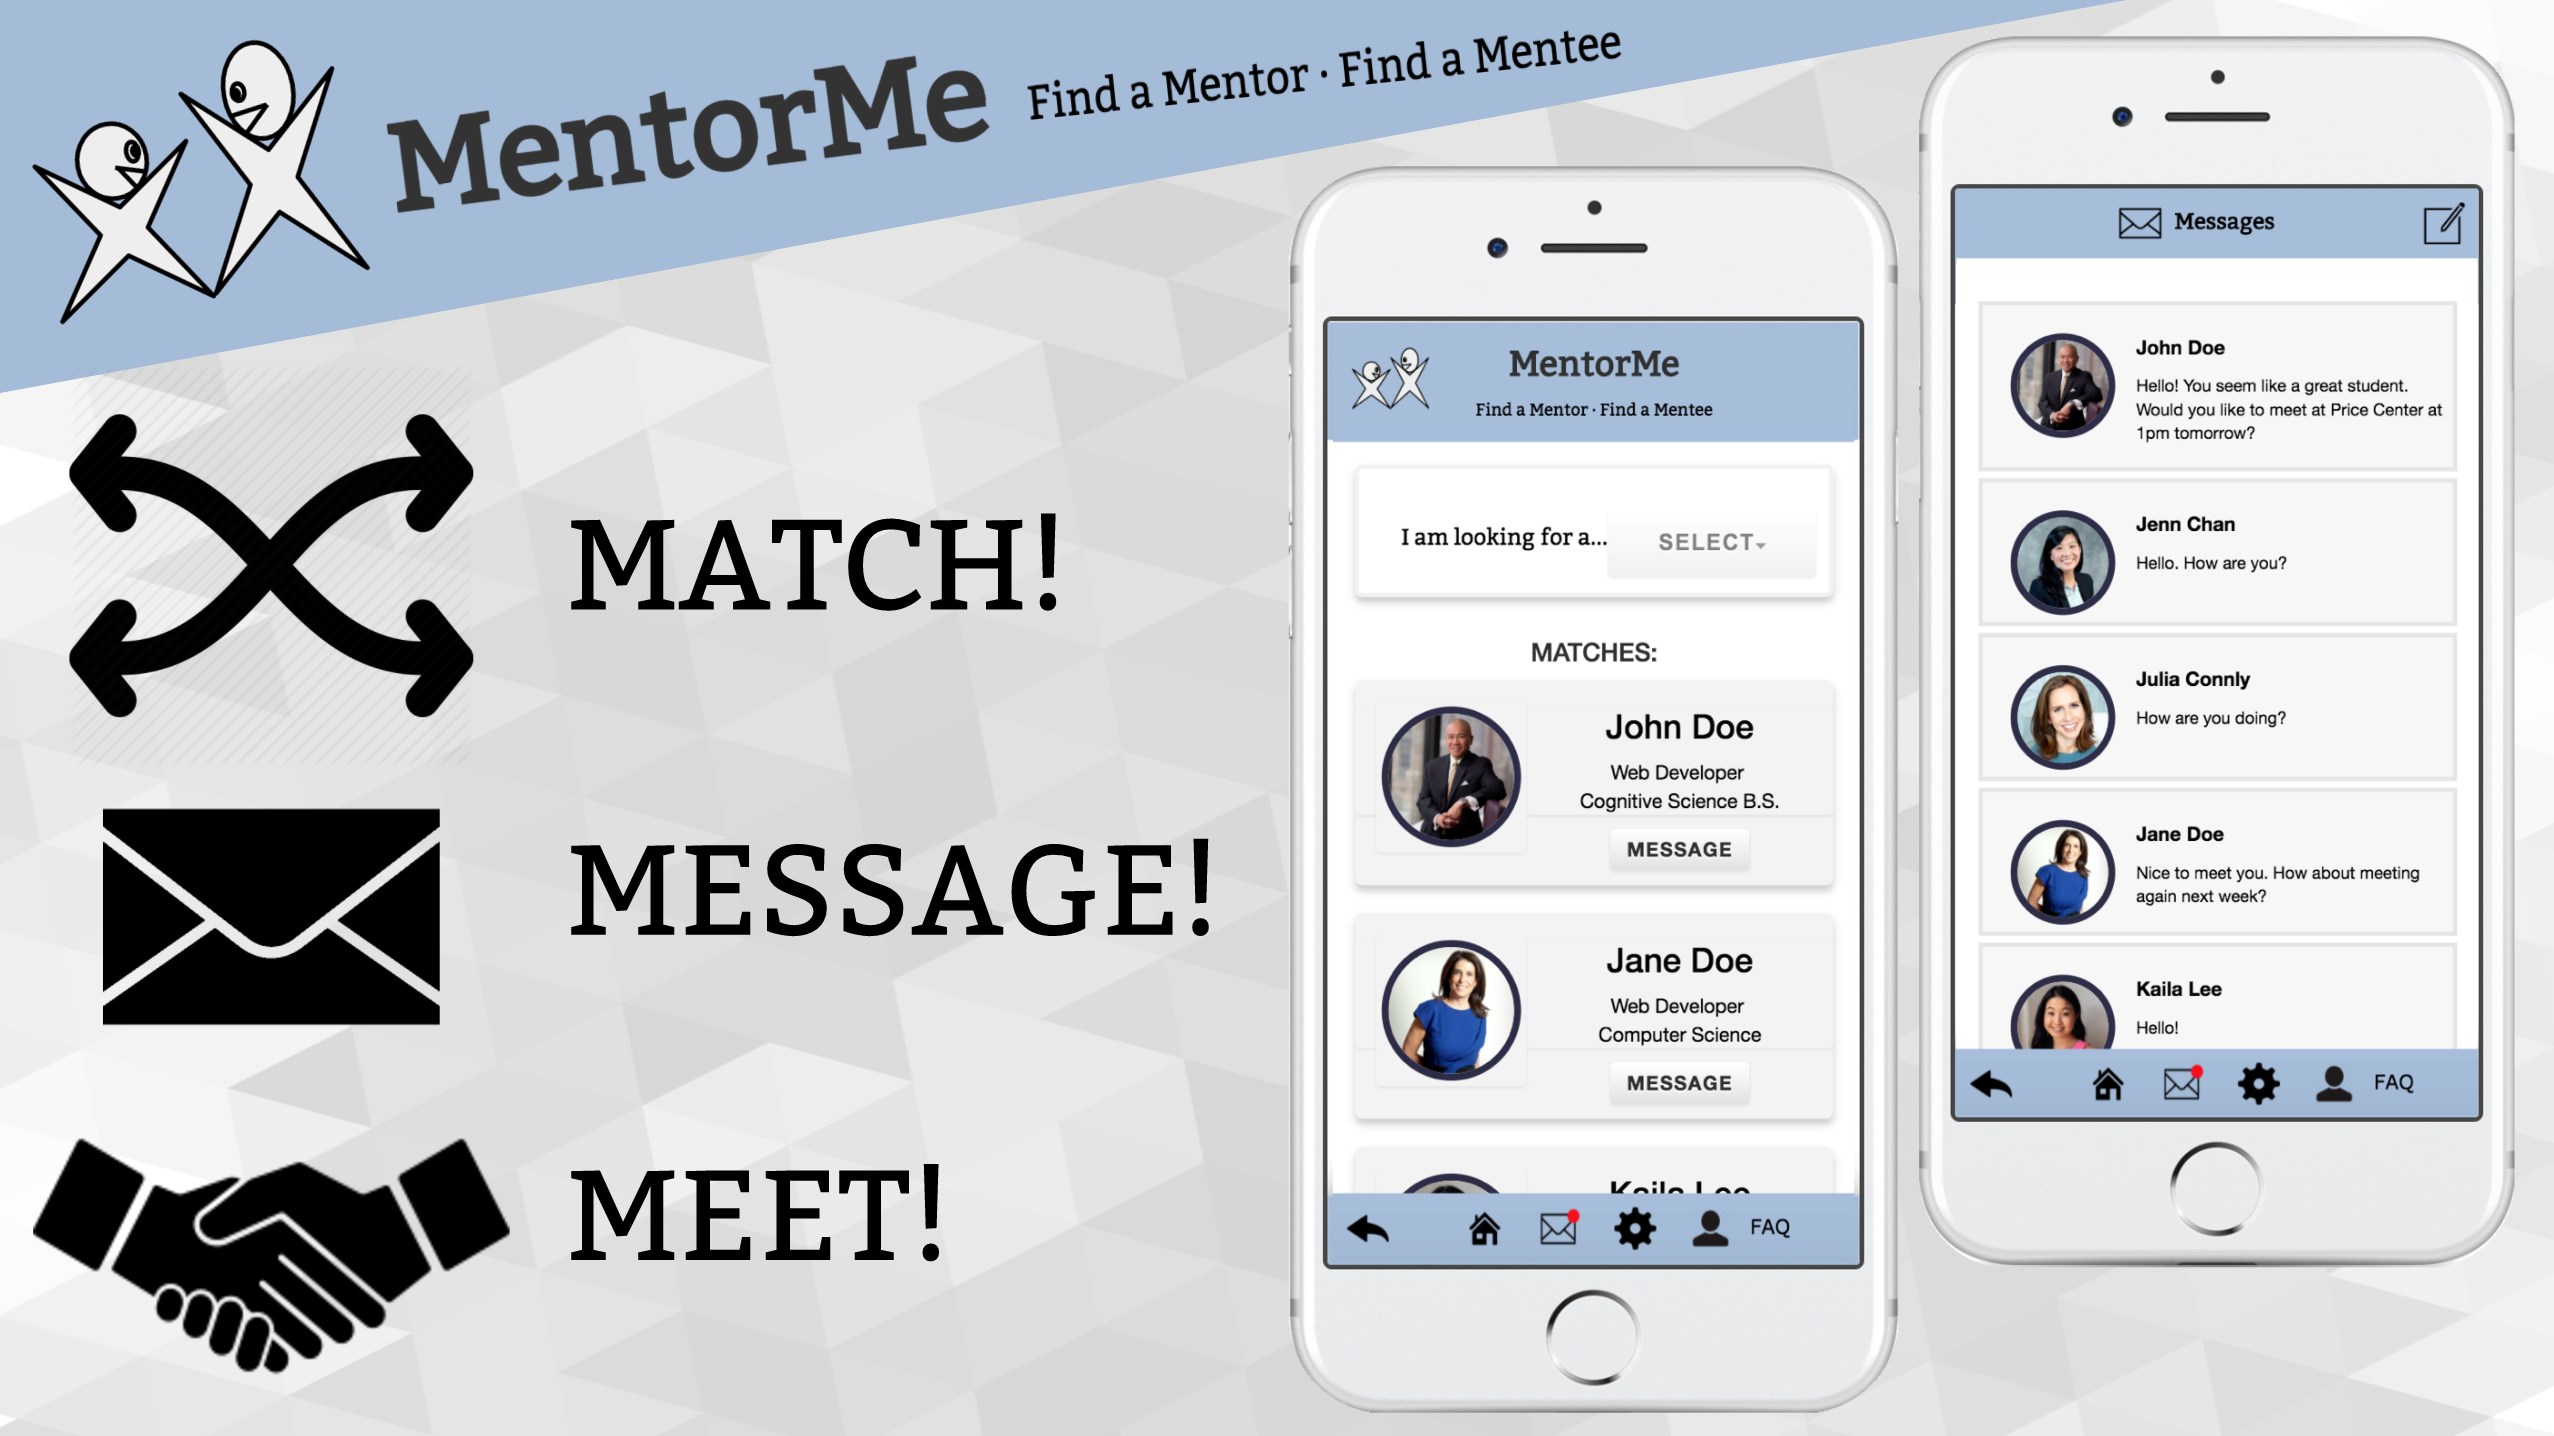 MentorMe
Find a Mentor · Find a Mentee
MATCH!
MESSAGE!
MEET!
MentorMe
Find a Mentor · Find a Mentee
I am looking for a...
SELECT
MATCHES:
John Doe
Web Developer
Cognitive Science B.S.
MESSAGE
Jane Doe
Web Developer
Computer Science
MESSAGE
Kaila Lee
FAQ
Messages
John Doe
Hello! You seem like a great student.
Would you like to meet at Price Center at
1pm tomorrow?
Jenn Chan
Hello. How are you?
Julia Connly
How are you doing?
Jane Doe
Nice to meet you. How about meeting
again next week?
Kaila Lee
Hello!
FAQ